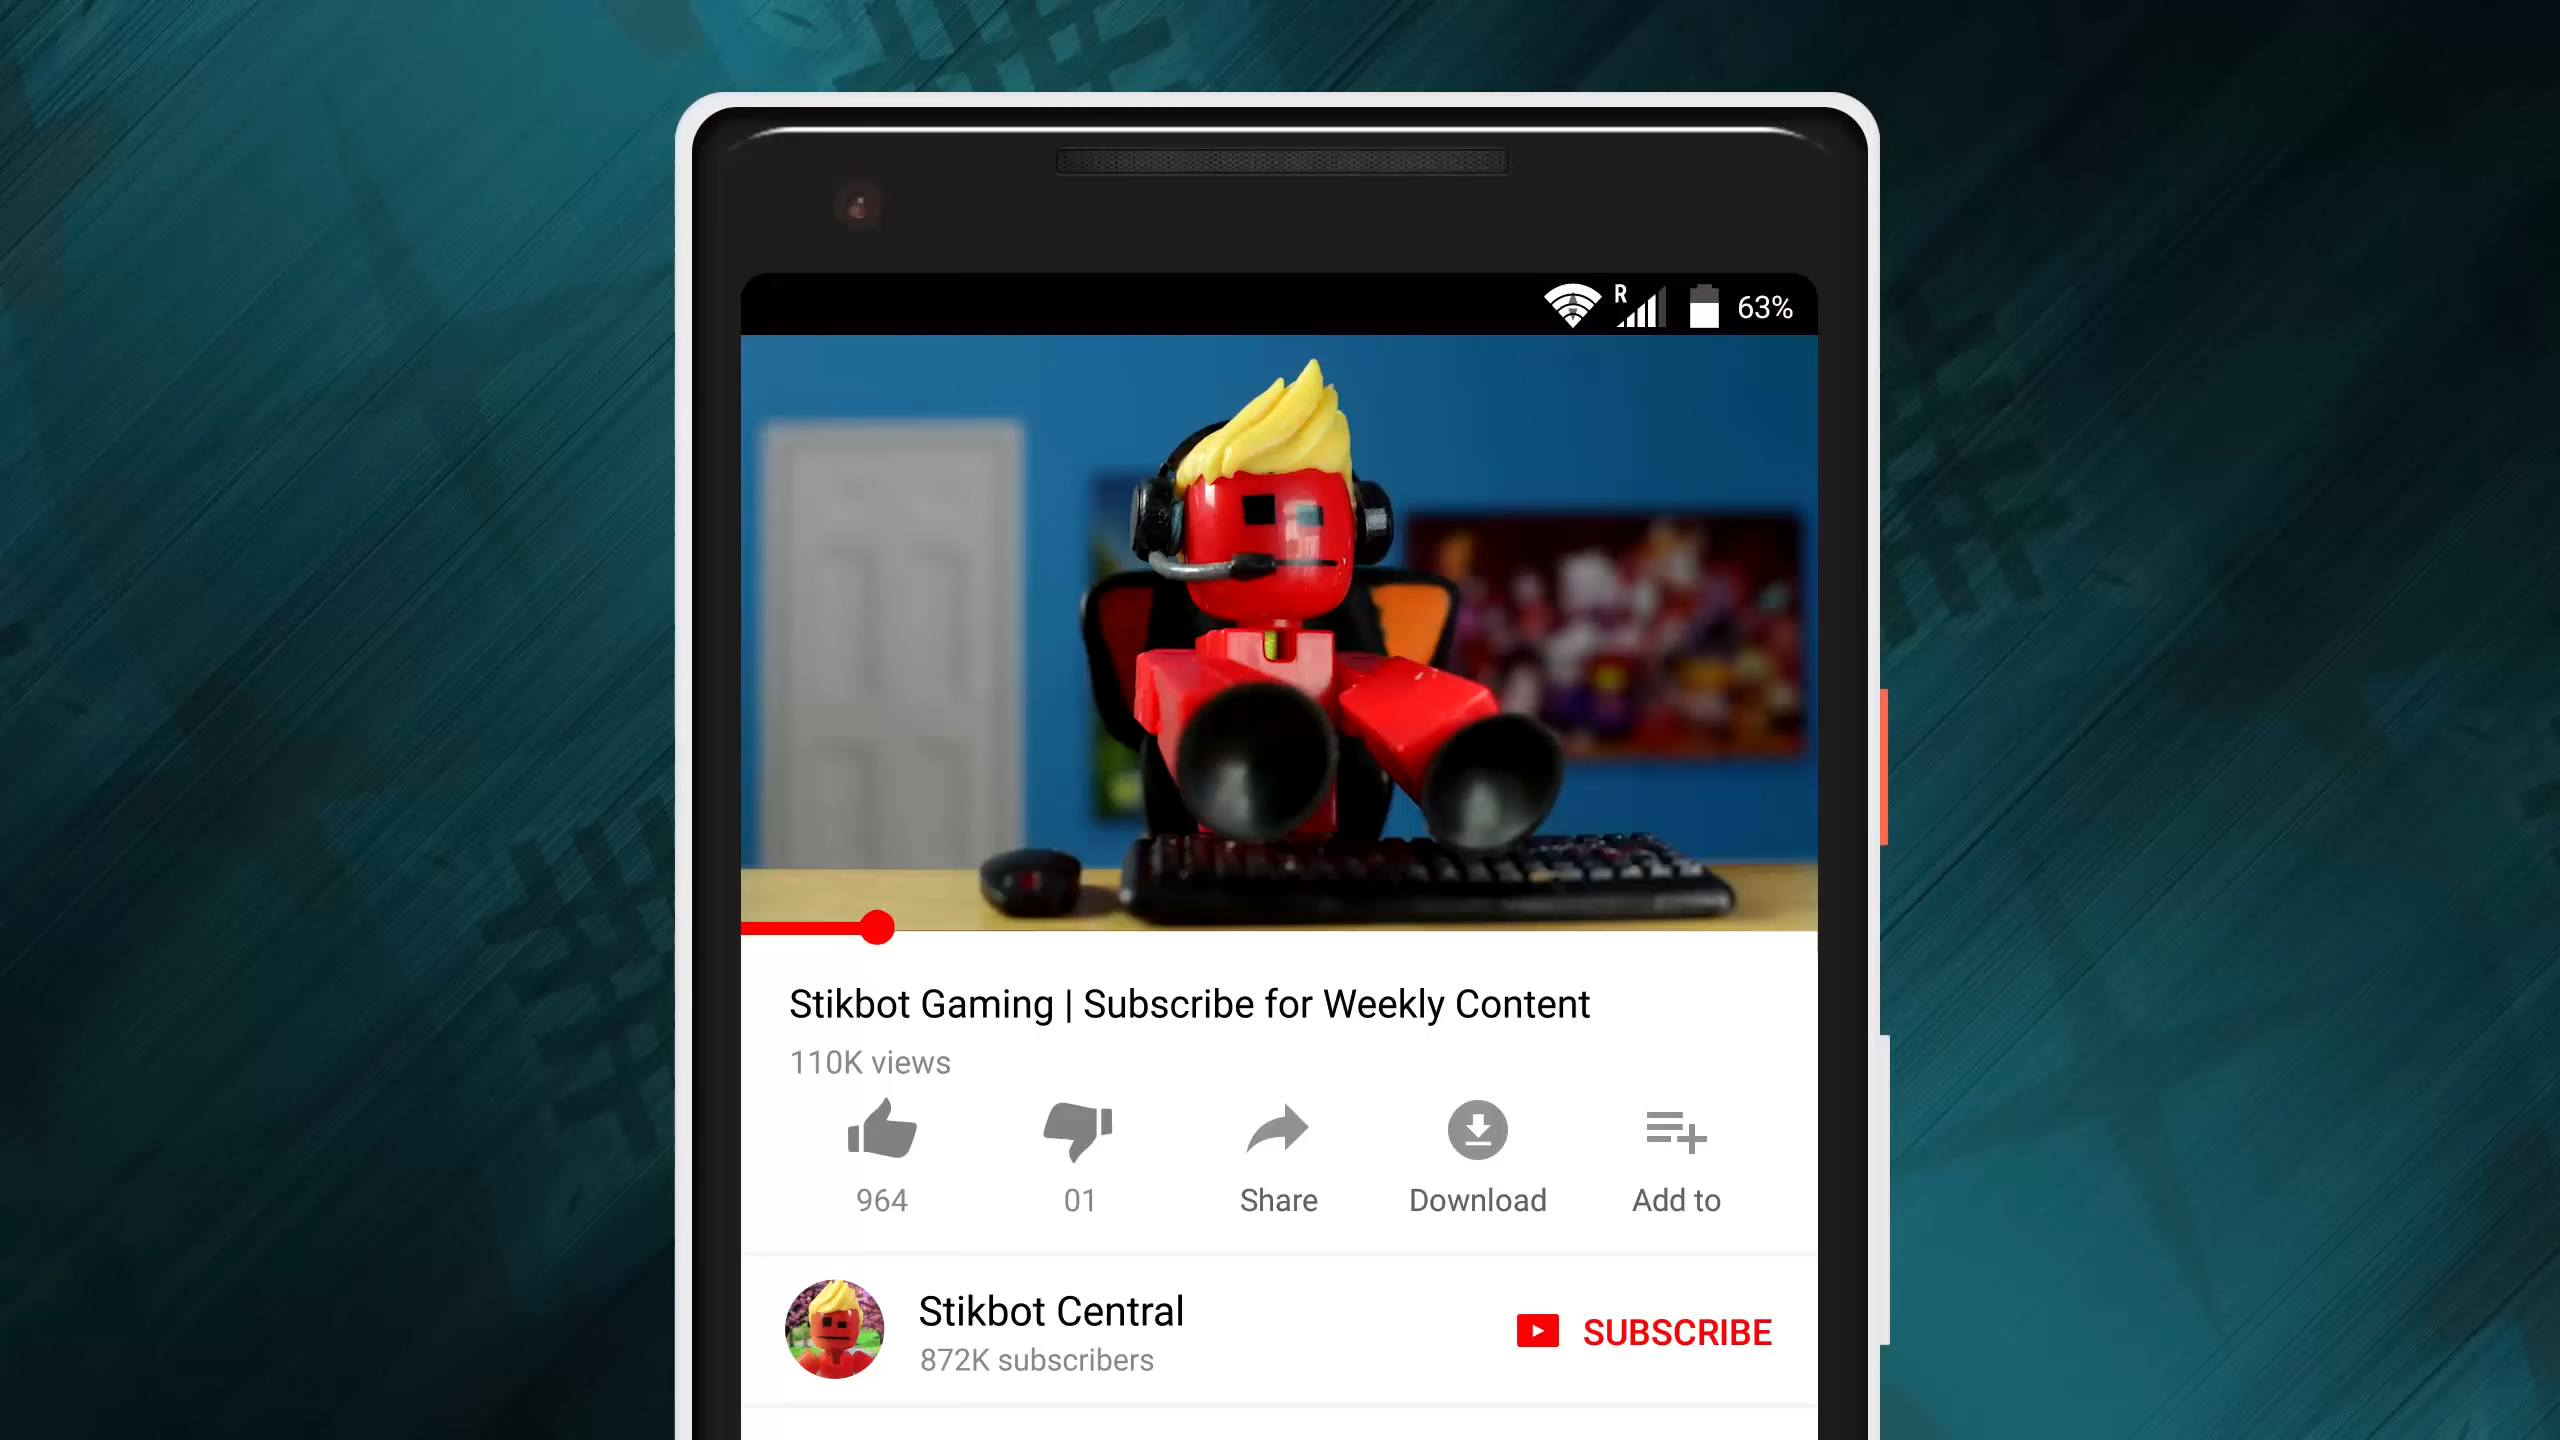 R
63%
Stikbot Gaming | Subscribe for Weekly Content
110K views
964
01
Share
Download
Add to
Stikbot Central
SUBSCRIBE
872K subscribers